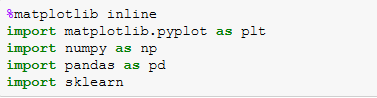 %matplotlib inline
import matplotlib.pyplot as plt
import numpy as np
import pandas as pd
import sklearn